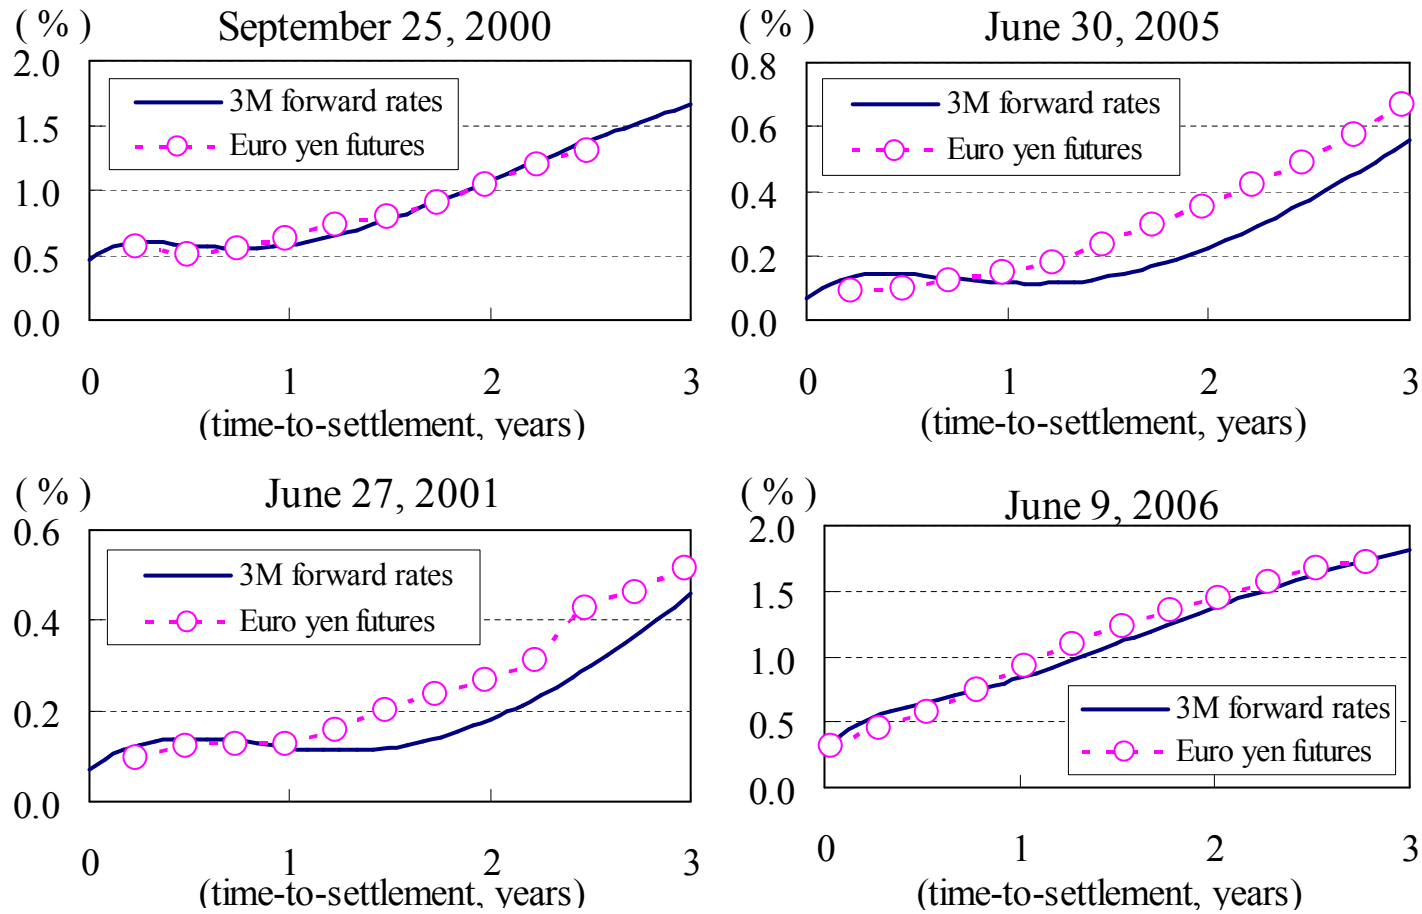 (%) September 25, 2000
2.0
1.5
1.0
0.5
0.0
3M forward rates
Euro yen futures
0 1 2 3
(time-to-settlement, years)
(%) June 30, 2005
0.8
0.6
0.4
0.2
0.0
3M forward rates
Euro yen futures
0 1 2 3
(time-to-settlement, years)
(%) June 27, 2001
0.6
0.4
0.2
0.0
3M forward rates
Euro yen futures
0 1 2 3
(time-to-settlement, years)
(%) June 9, 2006
2.0
1.5
1.0
0.5
0.0
3M forward rates
Euro yen futures
0 1 2 3
(time-to-settlement, years)